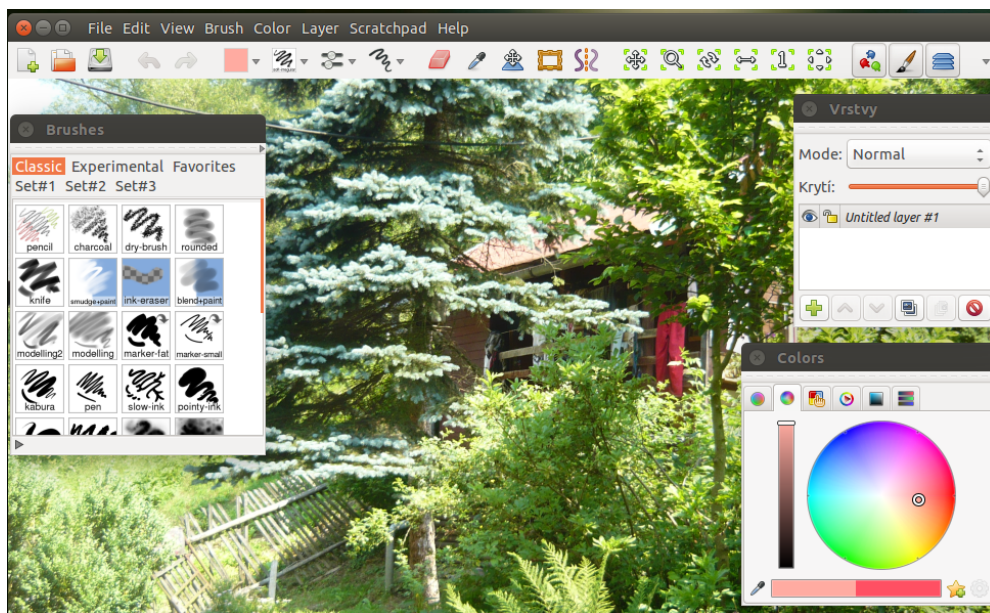 File Edit View Brush Color Layer Scratchpad Help
Brushes
Classic Experimental Favorites
Set#1 Set#2 Set#3
pencil charcoal dry-brush rounded
knife smudge+paint ink-eraser blend+paint
modelling2 modelling marker-fat marker-small
kabura pen slow-ink pointy-ink
Vrstvy
Mode: Normal
Krytí:
Untitled layer #1
Colors